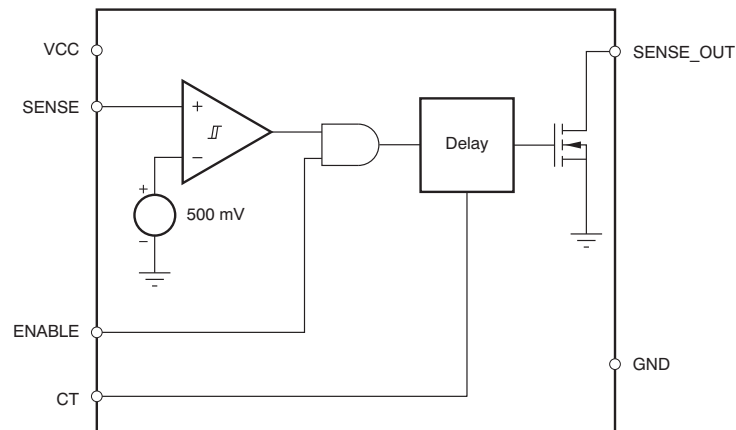 VCC
SENSE_OUT
SENSE
+
−
Delay
+
500 mV
−
ENABLE
GND
CT